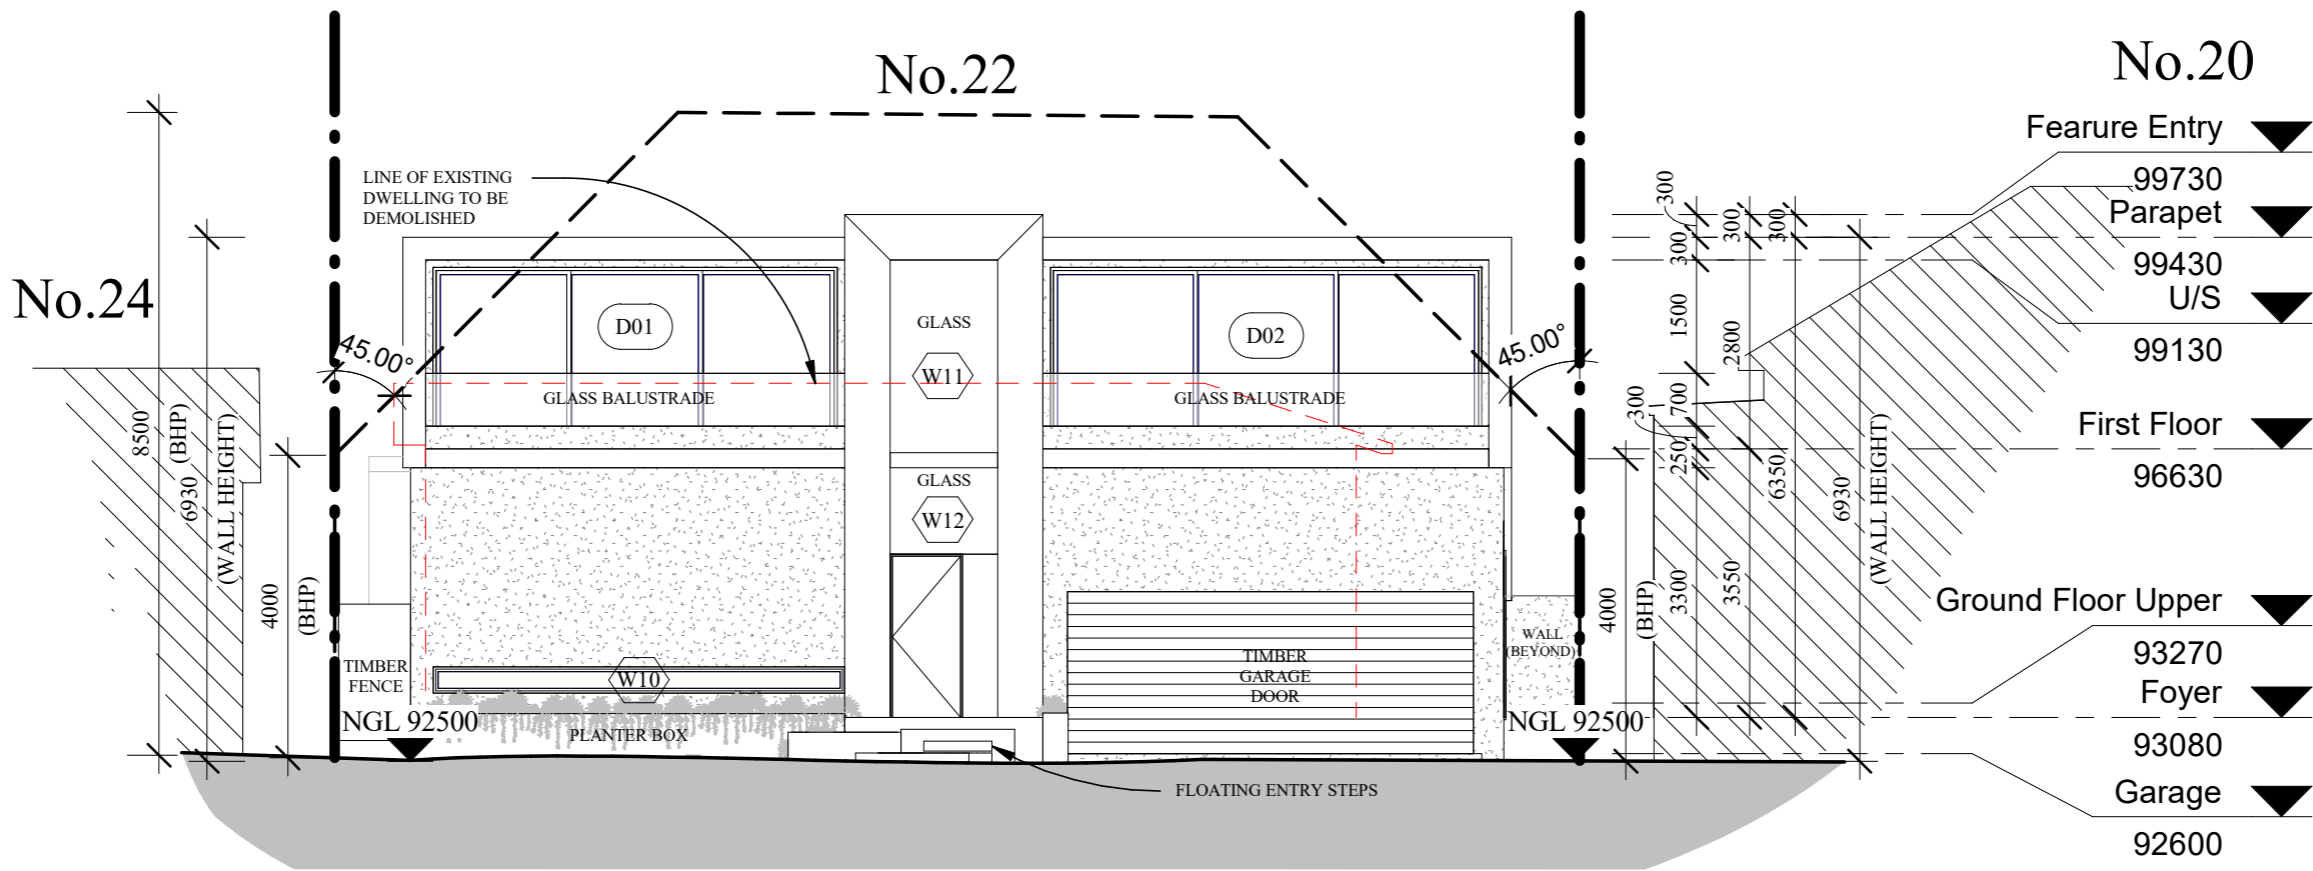 No.22
No.20
No.24
LINE OF EXISTING
DWELLING TO BE
DEMOLISHED
45.00°
45.00°
D01
D02
GLASS
W11
GLASS BALUSTRADE
GLASS BALUSTRADE
GLASS
W12
8500
(BHP)
6930
(WALL HEIGHT)
4000
(BHP)
TIMBER
FENCE
W10
NGL 92500
PLANTER BOX
TIMBER
GARAGE
DOOR
WALL
(BEYOND)
NGL 92500
FLOATING ENTRY STEPS
4000
(BHP)
300
300
1500
300
700
250
3300
300
2800
6350
3550
300
6930
(WALL HEIGHT)
Fearure Entry
99730
Parapet
99430
U/S
99130
First Floor
96630
Ground Floor Upper
93270
Foyer
93080
Garage
92600